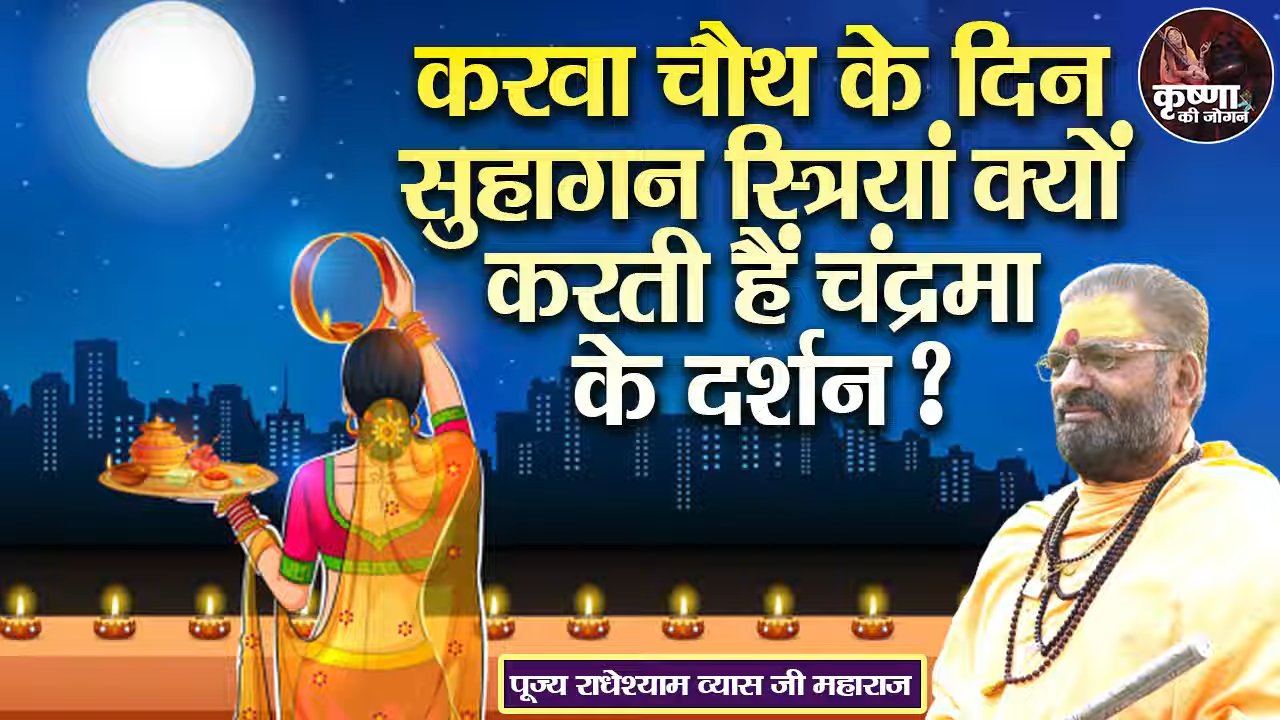 करवा चौथ के दिन
सुहागन स्त्रियां क्यों
करती हैं चंद्रमा
के दर्शन ?
कृष्णा
की जोगन
पूज्य राधेश्याम व्यास जी महाराज